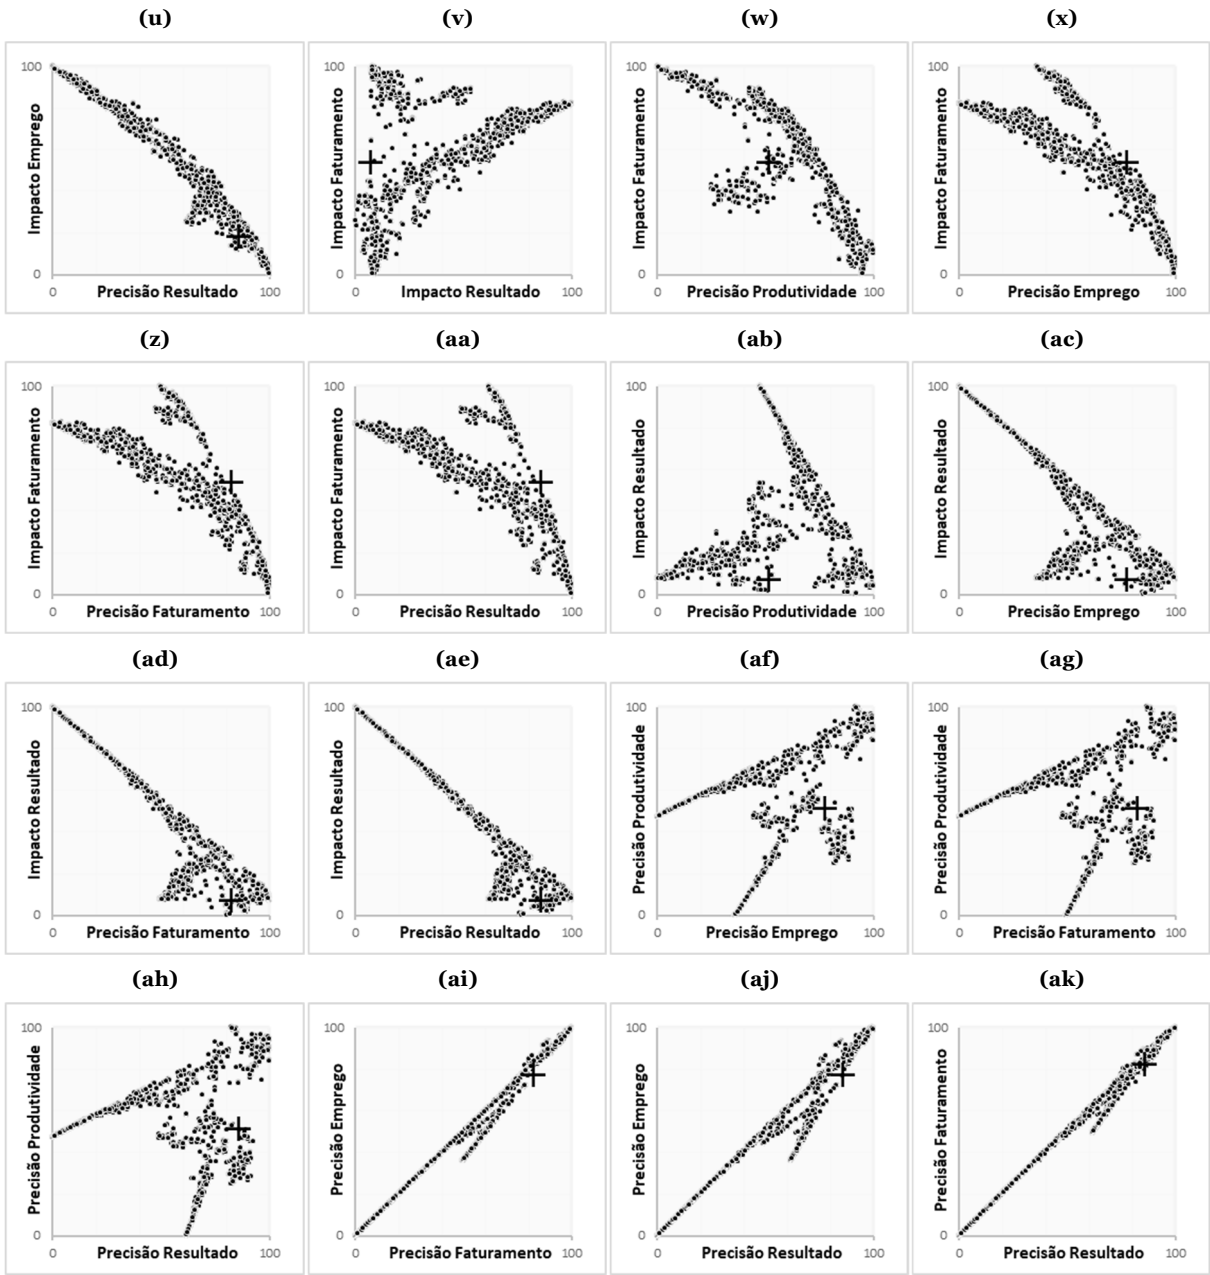 (u) (v) (w) (x)
100 100 100 100
Impacto Emprego Impacto Faturamento Impacto Faturamento Impacto Faturamento
0 0 0 0
0 Precisão Resultado 100 0 Impacto Resultado 100 0 Precisão Produtividade 100 0 Precisão Emprego 100
(z) (aa) (ab) (ac)
100 100 100 100
Impacto Faturamento Impacto Faturamento Impacto Resultado Impacto Resultado
0 0 0 0
0 Precisão Faturamento 100 0 Precisão Resultado 100 0 Precisão Produtividade 100 0 Precisão Emprego 100
(ad) (ae) (af) (ag)
100 100 100 100
Impacto Resultado Impacto Resultado Precisão Produtividade Precisão Produtividade
0 0 0 0
0 Precisão Faturamento 100 0 Precisão Resultado 100 0 Precisão Emprego 100 0 Precisão Faturamento 100
(ah) (ai) (aj) (ak)
100 100 100 100
Precisão Produtividade Precisão Emprego Precisão Emprego Precisão Faturamento
0 0 0 0
0 Precisão Resultado 100 0 Precisão Faturamento 100 0 Precisão Resultado 100 0 Precisão Resultado 100